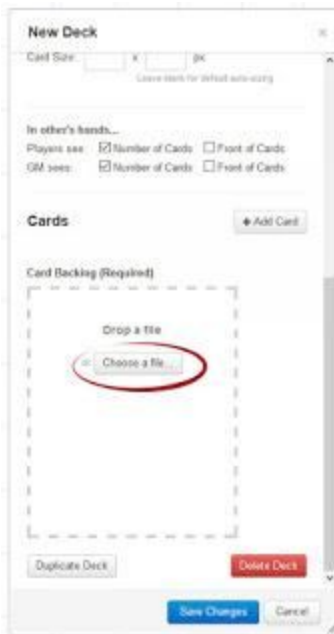 New Deck
×
Card Size: x px
Leave blank for default auto-sizing
In other's hands...
Players see: Number of Cards Front of Cards
GM sees: Number of Cards Front of Cards
Cards
+ Add Card
Card Backing (Required)
Drop a file
or Choose a file...
Duplicate Deck
Delete Deck
Save Changes
Cancel